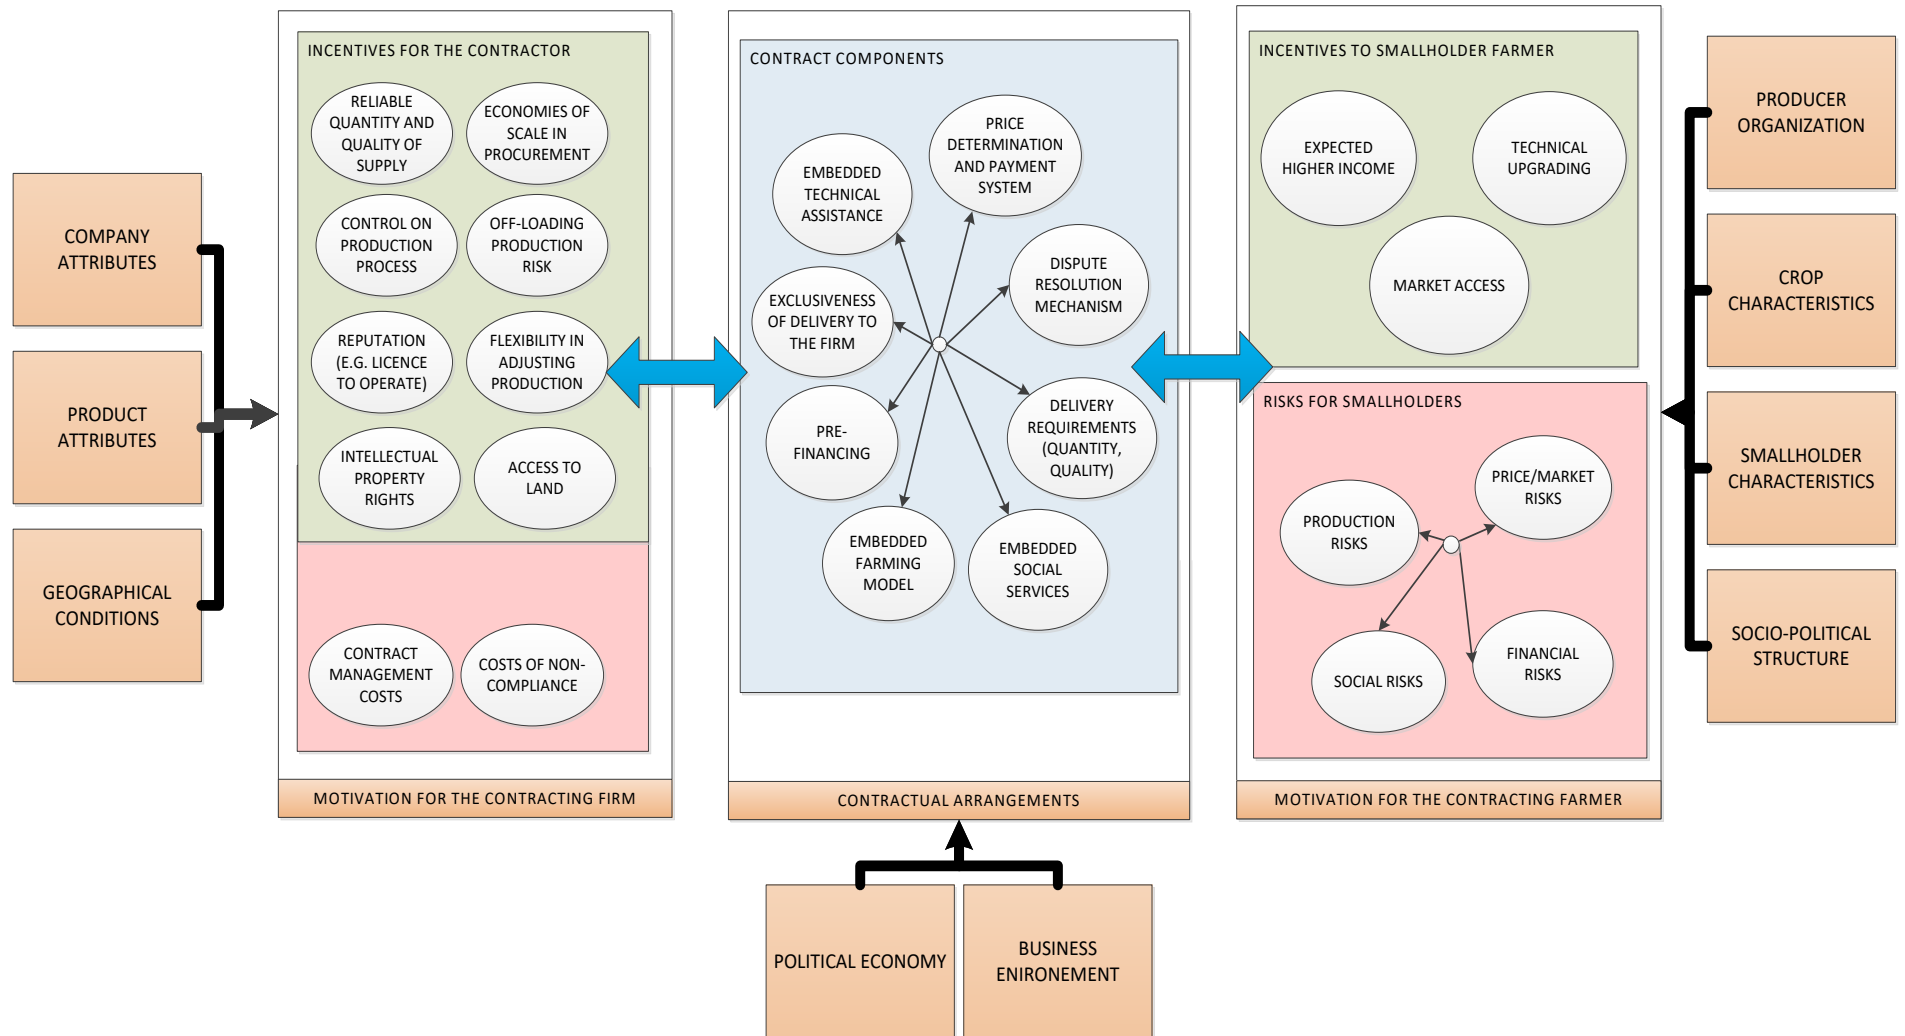 COMPANY
ATTRIBUTES
PRODUCT
ATTRIBUTES
GEOGRAPHICAL
CONDITIONS
INCENTIVES FOR THE CONTRACTOR
RELIABLE
QUANTITY AND
QUALITY OF
SUPPLY
ECONOMIES OF
SCALE IN
PROCUREMENT
CONTROL ON
PRODUCTION
PROCESS
OFF-LOADING
PRODUCTION
RISK
REPUTATION
(E.G. LICENCE
TO OPERATE)
FLEXIBILITY IN
ADJUSTING
PRODUCTION
INTELLECTUAL
PROPERTY
RIGHTS
ACCESS TO
LAND
CONTRACT
MANAGEMENT
COSTS
COSTS OF NON-
COMPLIANCE
MOTIVATION FOR THE CONTRACTING FIRM
CONTRACT COMPONENTS
PRICE
DETERMINATION
AND PAYMENT
SYSTEM
EMBEDDED
TECHNICAL
ASSISTANCE
DISPUTE
RESOLUTION
MECHANISM
EXCLUSIVENESS
OF DELIVERY TO
THE FIRM
DELIVERY
REQUIREMENTS
(QUANTITY,
QUALITY)
PRE-
FINANCING
EMBEDDED
FARMING
MODEL
EMBEDDED
SOCIAL
SERVICES
CONTRACTUAL ARRANGEMENTS
POLITICAL ECONOMY
BUSINESS
ENIRONEMENT
INCENTIVES TO SMALLHOLDER FARMER
EXPECTED
HIGHER INCOME
TECHNICAL
UPGRADING
MARKET ACCESS
RISKS FOR SMALLHOLDERS
PRICE/MARKET
RISKS
PRODUCTION
RISKS
SOCIAL RISKS
FINANCIAL
RISKS
MOTIVATION FOR THE CONTRACTING FARMER
PRODUCER
ORGANIZATION
CROP
CHARACTERISTICS
SMALLHOLDER
CHARACTERISTICS
SOCIO-POLITICAL
STRUCTURE